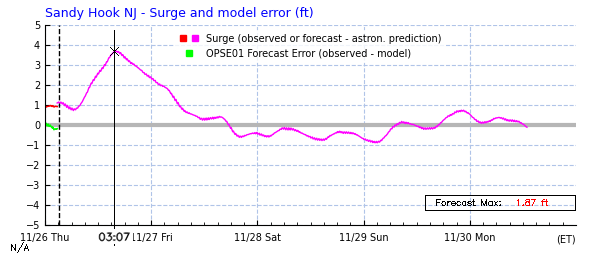 Sandy Hook NJ - Surge and model error (ft)
Surge (observed or forecast - astron. prediction)
OPSE01 Forecast Error (observed - model)
5
4
3
2
1
0
−1
−2
−3
−4
−5
Forecast Max: 1.87 ft
11/26 Thu 03:07 11/27 Fri 11/28 Sat 11/29 Sun 11/30 Mon (ET)
N/A